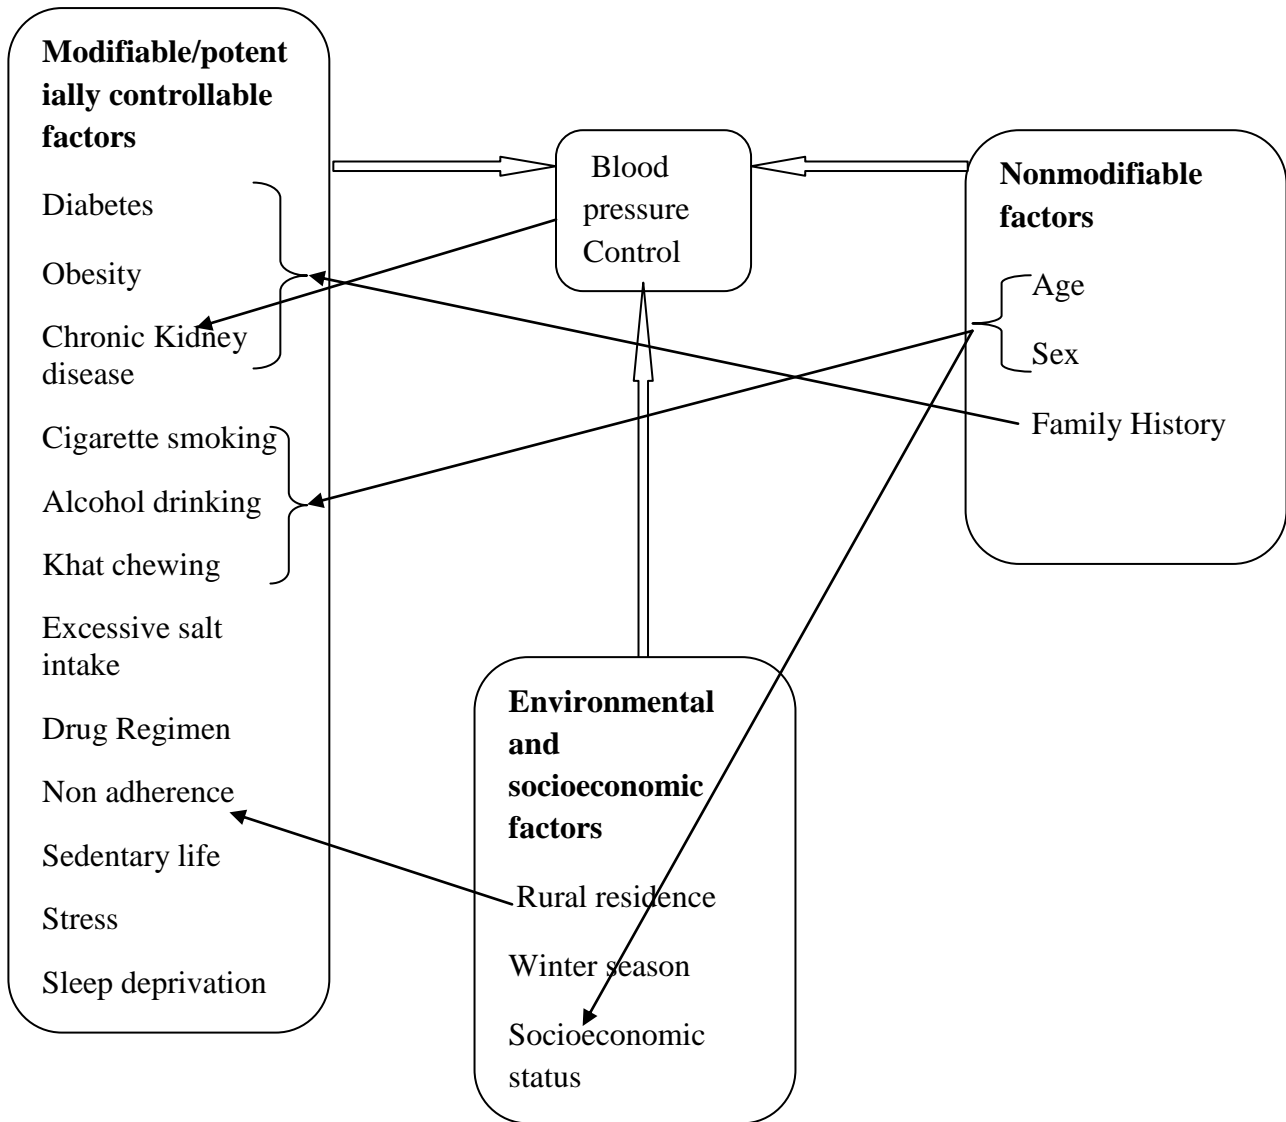 Modifiable/potent
ially controllable
factors
Diabetes
Obesity
Chronic Kidney
disease
Cigarette smoking
Alcohol drinking
Khat chewing
Excessive salt
intake
Drug Regimen
Non adherence
Sedentary life
Stress
Sleep deprivation
Blood
pressure
Control
Nonmodifiable
factors
Age
Sex
Family History
Environmental
and
socioeconomic
factors
Rural residence
Winter season
Socioeconomic
status